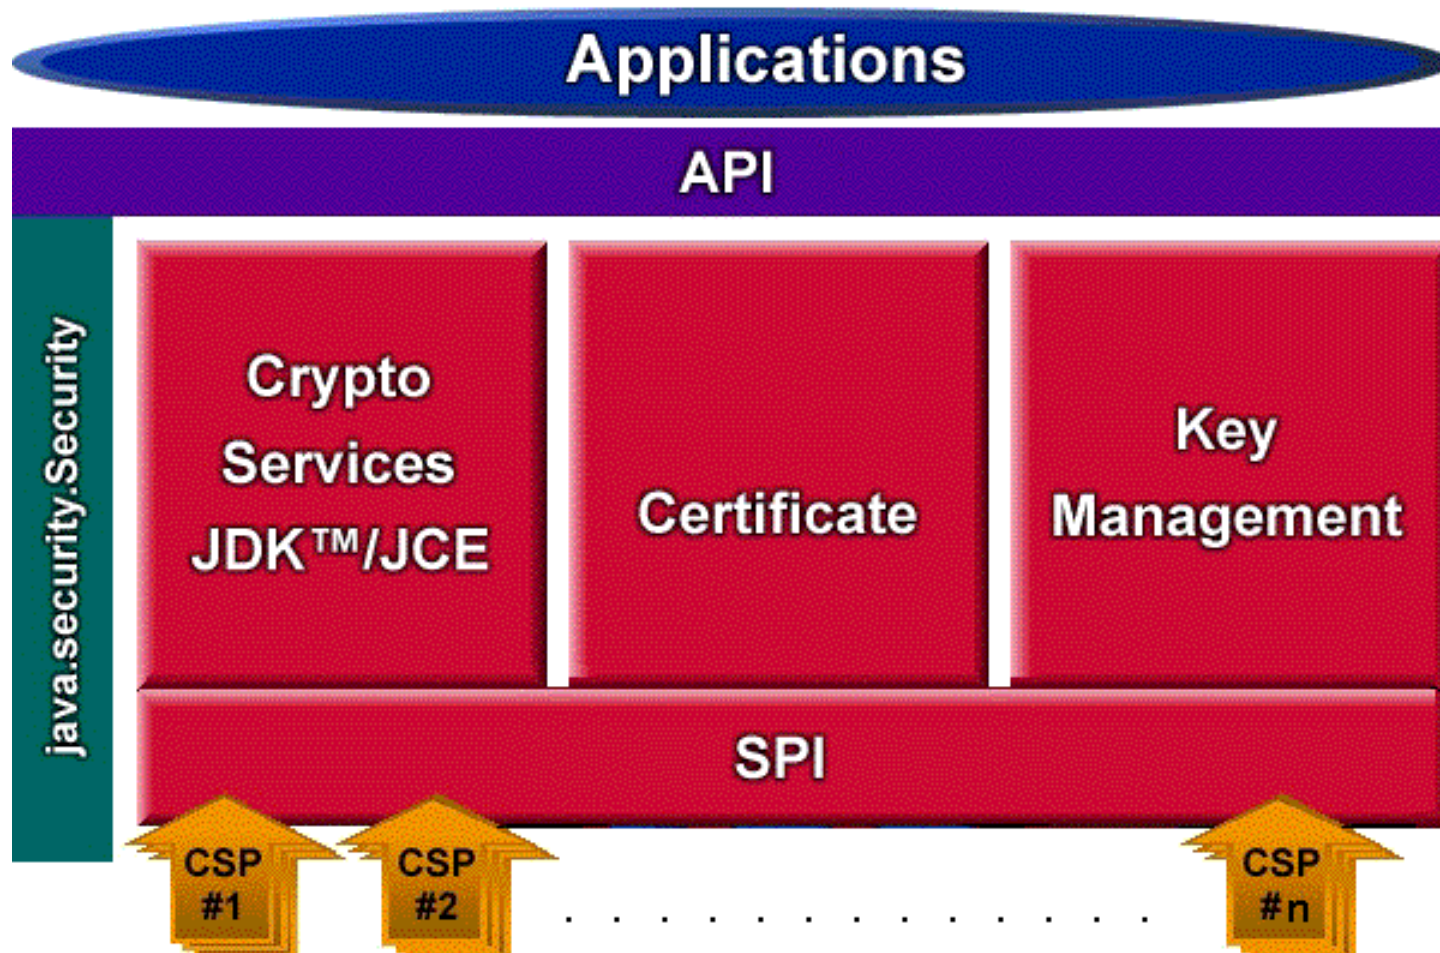 Applications
API
java.security.Security
Crypto
Services
JDK™/JCE
Certificate
Key
Management
SPI
CSP
#1
CSP
#2
. . . . . . . . . . . . . .
CSP
#n